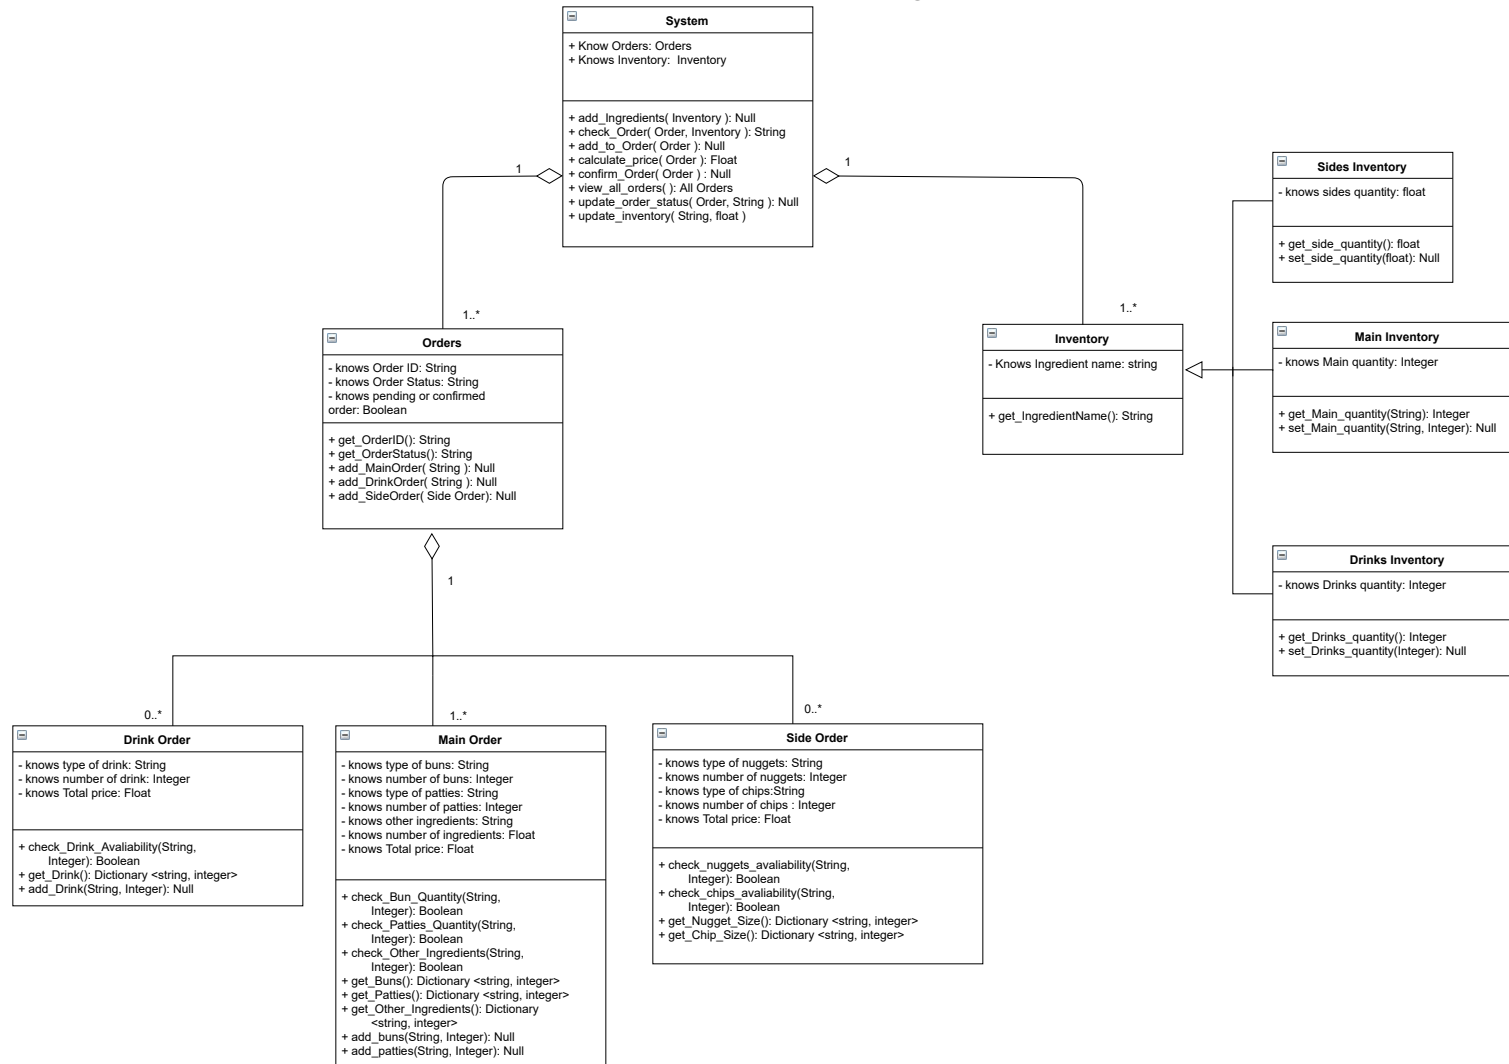 System
+ Know Orders: Orders
+ Knows Inventory:  Inventory
+ add_Ingredients( Inventory ): Null
+ check_Order( Order, Inventory ): String
+ add_to_Order( Order ): Null
+ calculate_price( Order ): Float
+ confirm_Order( Order ) : Null
+ view_all_orders( ): All Orders
+ update_order_status( Order, String ): Null
+ update_inventory( String, float )
1
1
1..*
1..*
Orders
- knows Order ID: String
- knows Order Status: String
- knows pending or confirmed
order: Boolean
+ get_OrderID(): String
+ get_OrderStatus(): String
+ add_MainOrder( String ): Null
+ add_DrinkOrder( String ): Null
+ add_SideOrder( Side Order): Null
Inventory
- Knows Ingredient name: string
+ get_IngredientName(): String
Sides Inventory
- knows sides quantity: float
+ get_side_quantity(): float
+ set_side_quantity(float): Null
Main Inventory
- knows Main quantity: Integer
+ get_Main_quantity(String): Integer
+ set_Main_quantity(String, Integer): Null
Drinks Inventory
- knows Drinks quantity: Integer
+ get_Drinks_quantity(): Integer
+ set_Drinks_quantity(Integer): Null
1
0..*
1..*
0..*
Drink Order
- knows type of drink: String
- knows number of drink: Integer
- knows Total price: Float
+ check_Drink_Avaliability(String,
Integer): Boolean
+ get_Drink(): Dictionary <string, integer>
+ add_Drink(String, Integer): Null
Main Order
- knows type of buns: String
- knows number of buns: Integer
- knows type of patties: String
- knows number of patties: Integer
- knows other ingredients: String
- knows number of ingredients: Float
- knows Total price: Float
+ check_Bun_Quantity(String,
Integer): Boolean
+ check_Patties_Quantity(String,
Integer): Boolean
+ check_Other_Ingredients(String,
Integer): Boolean
+ get_Buns(): Dictionary <string, integer>
+ get_Patties(): Dictionary <string, integer>
+ get_Other_Ingredients(): Dictionary
<string, integer>
+ add_buns(String, Integer): Null
+ add_patties(String, Integer): Null
Side Order
- knows type of nuggets: String
- knows number of nuggets: Integer
- knows type of chips:String
- knows number of chips : Integer
- knows Total price: Float
+ check_nuggets_avaliability(String,
Integer): Boolean
+ check_chips_avaliability(String,
Integer): Boolean
+ get_Nugget_Size(): Dictionary <string, integer>
+ get_Chip_Size(): Dictionary <string, integer>